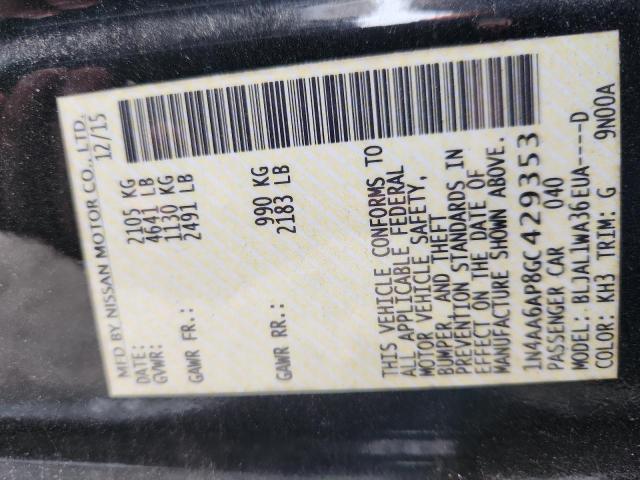 MFD BY NISSAN MOTOR CO., LTD.
DATE: 12/15
GVWR: 2105 KG
4641 LB
GAWR FR.: 1130 KG
2491 LB
GAWR RR.: 990 KG
2183 LB
THIS VEHICLE CONFORMS TO
ALL APPLICABLE FEDERAL
MOTOR VEHICLE SAFETY,
BUMPER, AND THEFT
PREVENTION STANDARDS IN
EFFECT ON THE DATE OF
MANUFACTURE SHOWN ABOVE.
1N4AA6AP8GC429353
PASSENGER CAR 040
MODEL: BLJAL1WA36EUA----D
COLOR: KH3 TRIM: G 9N00A